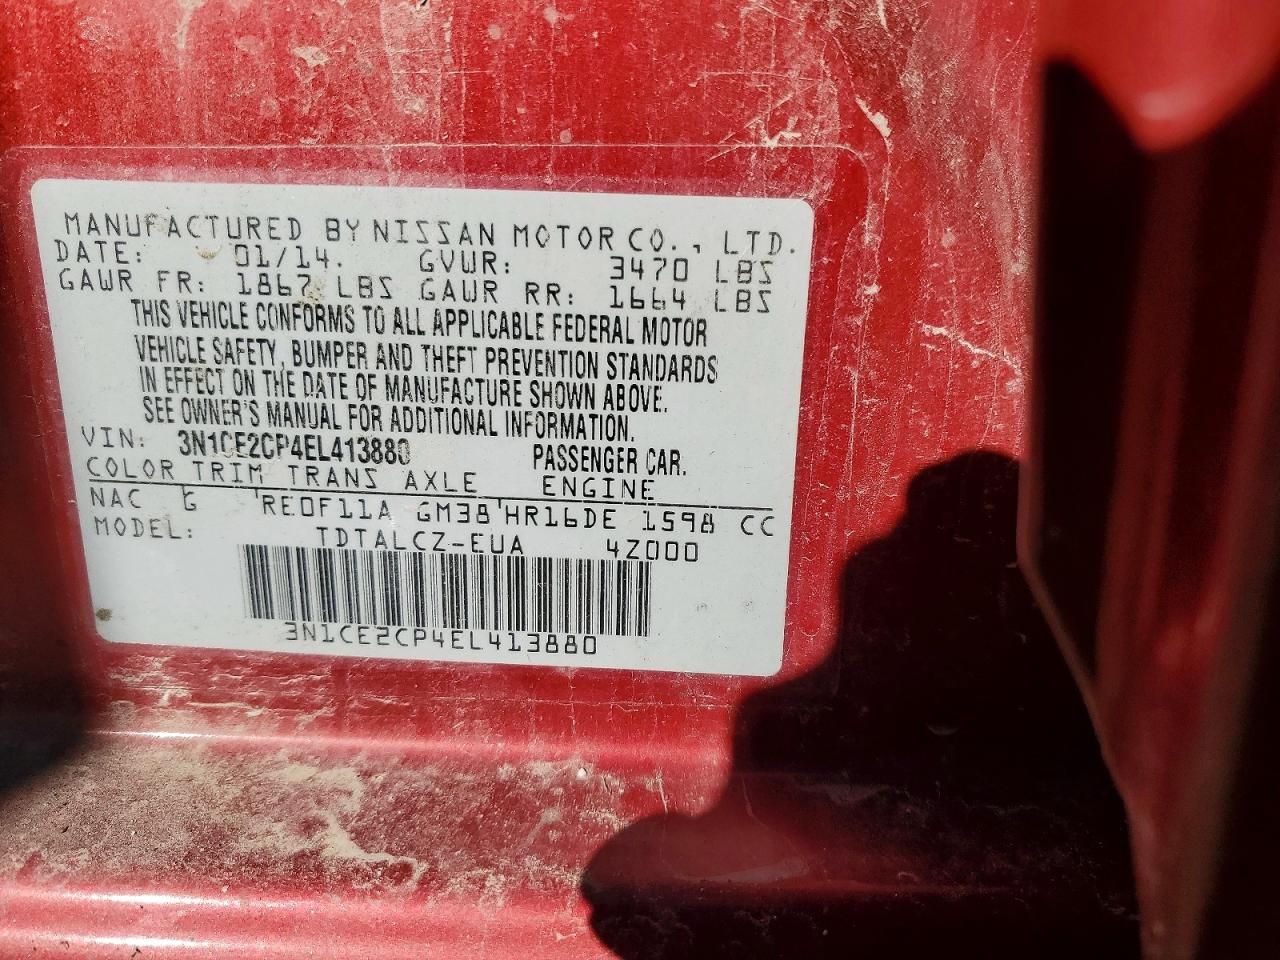 MANUFACTURED BY NISSAN MOTOR CO., LTD.
DATE: 01/14. GVWR: 3470 LBS
GAWR FR: 1867 LBS GAWR RR: 1664 LBS
THIS VEHICLE CONFORMS TO ALL APPLICABLE FEDERAL MOTOR
VEHICLE SAFETY, BUMPER AND THEFT PREVENTION STANDARDS
IN EFFECT ON THE DATE OF MANUFACTURE SHOWN ABOVE.
SEE OWNER'S MANUAL FOR ADDITIONAL INFORMATION.
VIN: 3N1CE2CP4EL413880 PASSENGER CAR.
COLOR TRIM TRANS AXLE ENGINE
NAC G RE0F11A GM38 HR16DE 1598 CC
MODEL: TDTALCZ-EUA 4Z000
3N1CE2CP4EL413880